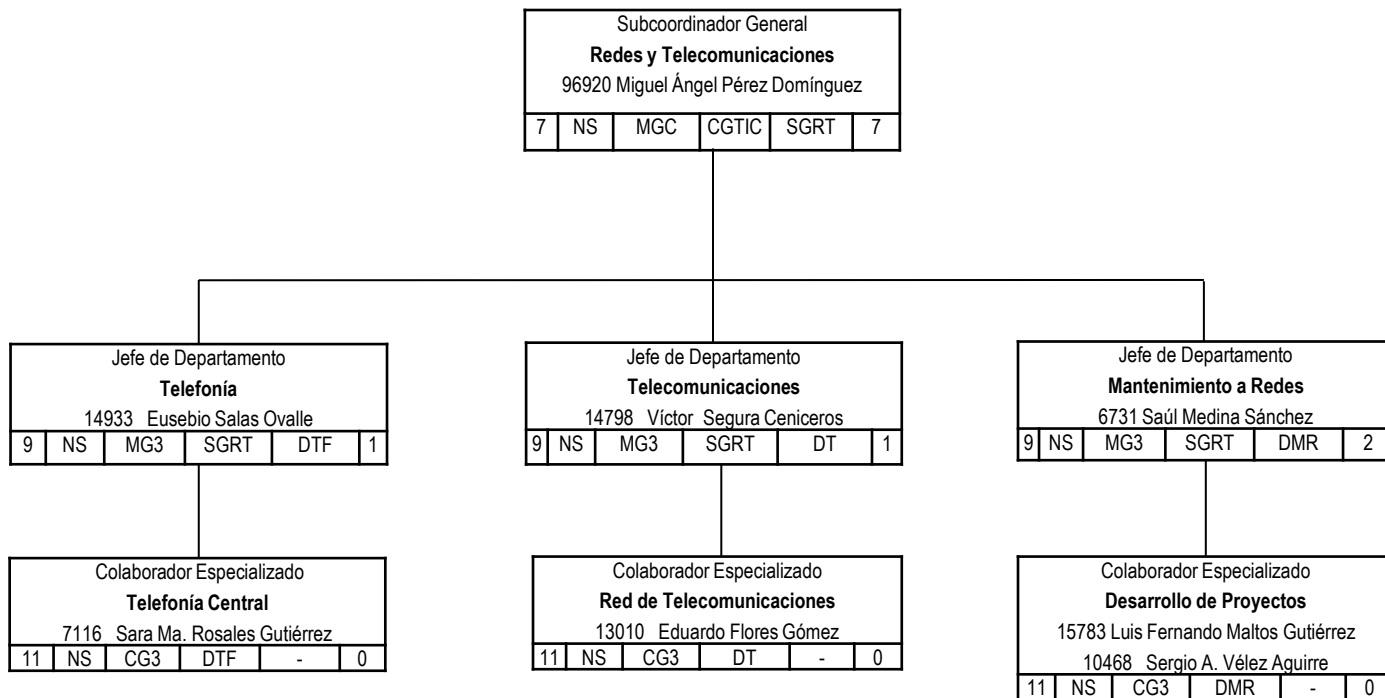 Subcoordinador General
Redes y Telecomunicaciones
96920 Miguel Ángel Pérez Domínguez
7 NS MGC CGTIC SGRT 7
Jefe de Departamento
Telefonía
14933 Eusebio Salas Ovalle
9 NS MG3 SGRT DTF 1
Jefe de Departamento
Telecomunicaciones
14798 Víctor Segura Ceniceros
9 NS MG3 SGRT DT 1
Jefe de Departamento
Mantenimiento a Redes
6731 Saúl Medina Sánchez
9 NS MG3 SGRT DMR 2
Colaborador Especializado
Telefonía Central
7116 Sara Ma. Rosales Gutiérrez
11 NS CG3 DTF - 0
Colaborador Especializado
Red de Telecomunicaciones
13010 Eduardo Flores Gómez
11 NS CG3 DT - 0
Colaborador Especializado
Desarrollo de Proyectos
15783 Luis Fernando Maltos Gutiérrez
10468 Sergio A. Vélez Aguirre
11 NS CG3 DMR - 0